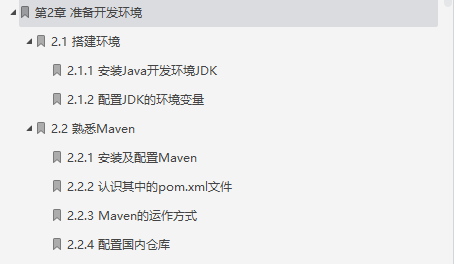 第2章 准备开发环境
2.1 搭建环境
2.1.1 安装Java开发环境JDK
2.1.2 配置JDK的环境变量
2.2 熟悉Maven
2.2.1 安装及配置Maven
2.2.2 认识其中的pom.xml文件
2.2.3 Maven的运作方式
2.2.4 配置国内仓库